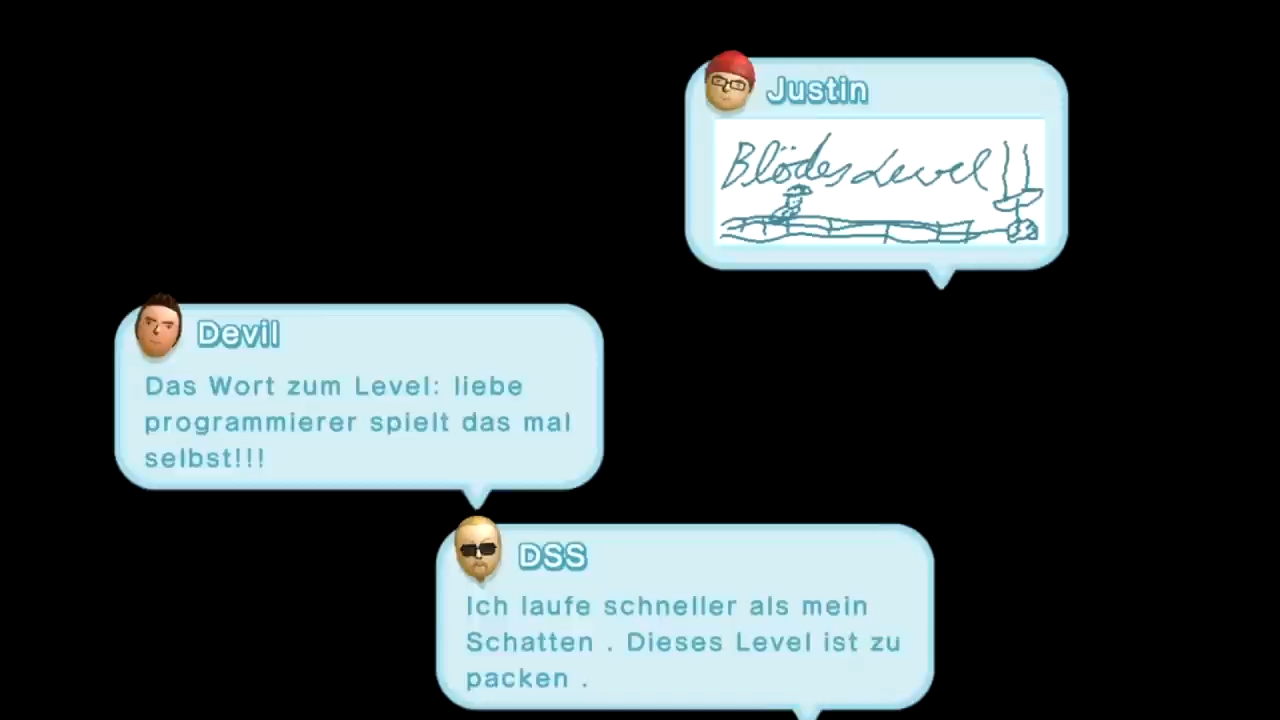 Justin
Blödes Level!!
Devil
Das Wort zum Level: liebe
programmierer spielt das mal
selbst!!!
DSS
Ich laufe schneller als mein
Schatten . Dieses Level ist zu
packen .